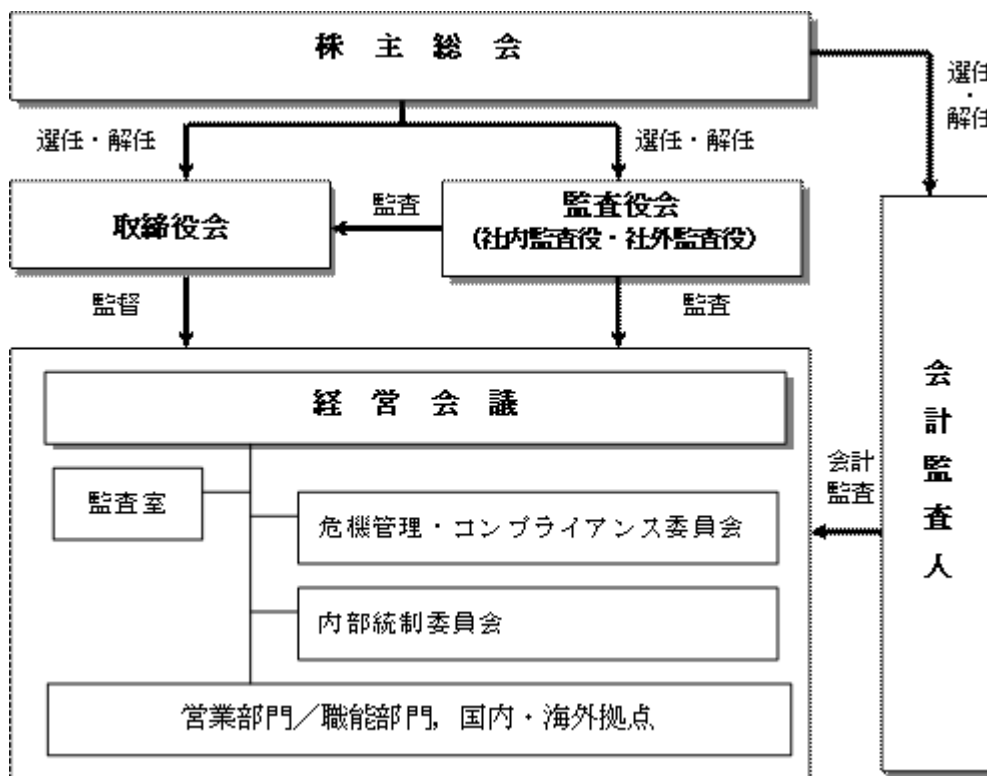 株主総会
選任・解任
選任・解任
選任
・
解任
取締役会
監査
監査役会
(社内監査役・社外監査役)
監督
監査
経営会議
監査室
危機管理・コンプライアンス委員会
内部統制委員会
営業部門／職能部門，国内・海外拠点
会計
監査
会計監査人